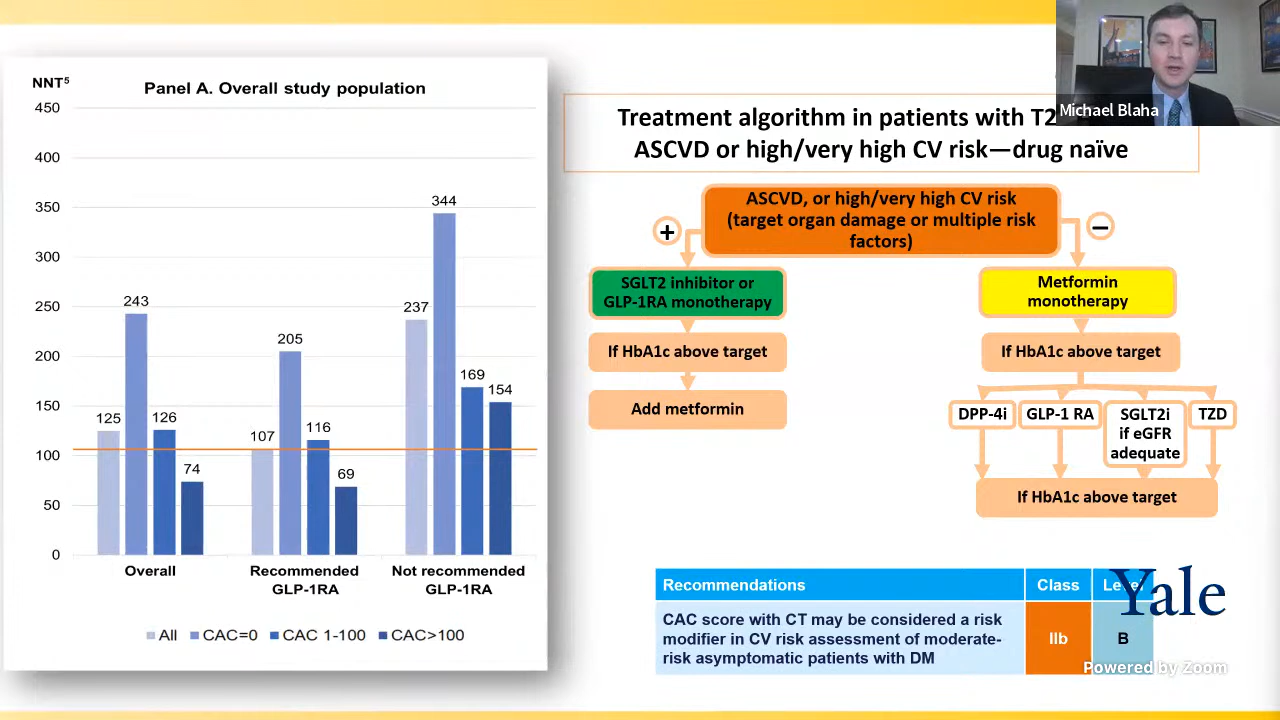 NNT⁵
Panel A. Overall study population
450
400
350
300
250
200
150
100
50
0
125
243
126
74
107
205
116
69
237
344
169
154
Overall
Recommended
GLP-1RA
Not recommended
GLP-1RA
All
CAC=0
CAC 1-100
CAC>100
Michael Blaha
Treatment algorithm in patients with
ASCVD or high/very high CV risk—drug naïve
ASCVD, or high/very high CV risk
(target organ damage or multiple risk
factors)
+
−
SGLT2 inhibitor or
GLP-1RA monotherapy
If HbA1c above target
Add metformin
Metformin
monotherapy
If HbA1c above target
DPP-4i
GLP-1 RA
SGLT2i
if eGFR
adequate
TZD
If HbA1c above target
Recommendations
Class
Level
CAC score with CT may be considered a risk
modifier in CV risk assessment of moderate-
risk asymptomatic patients with DM
IIb
B
Yale
Powered by Zoom